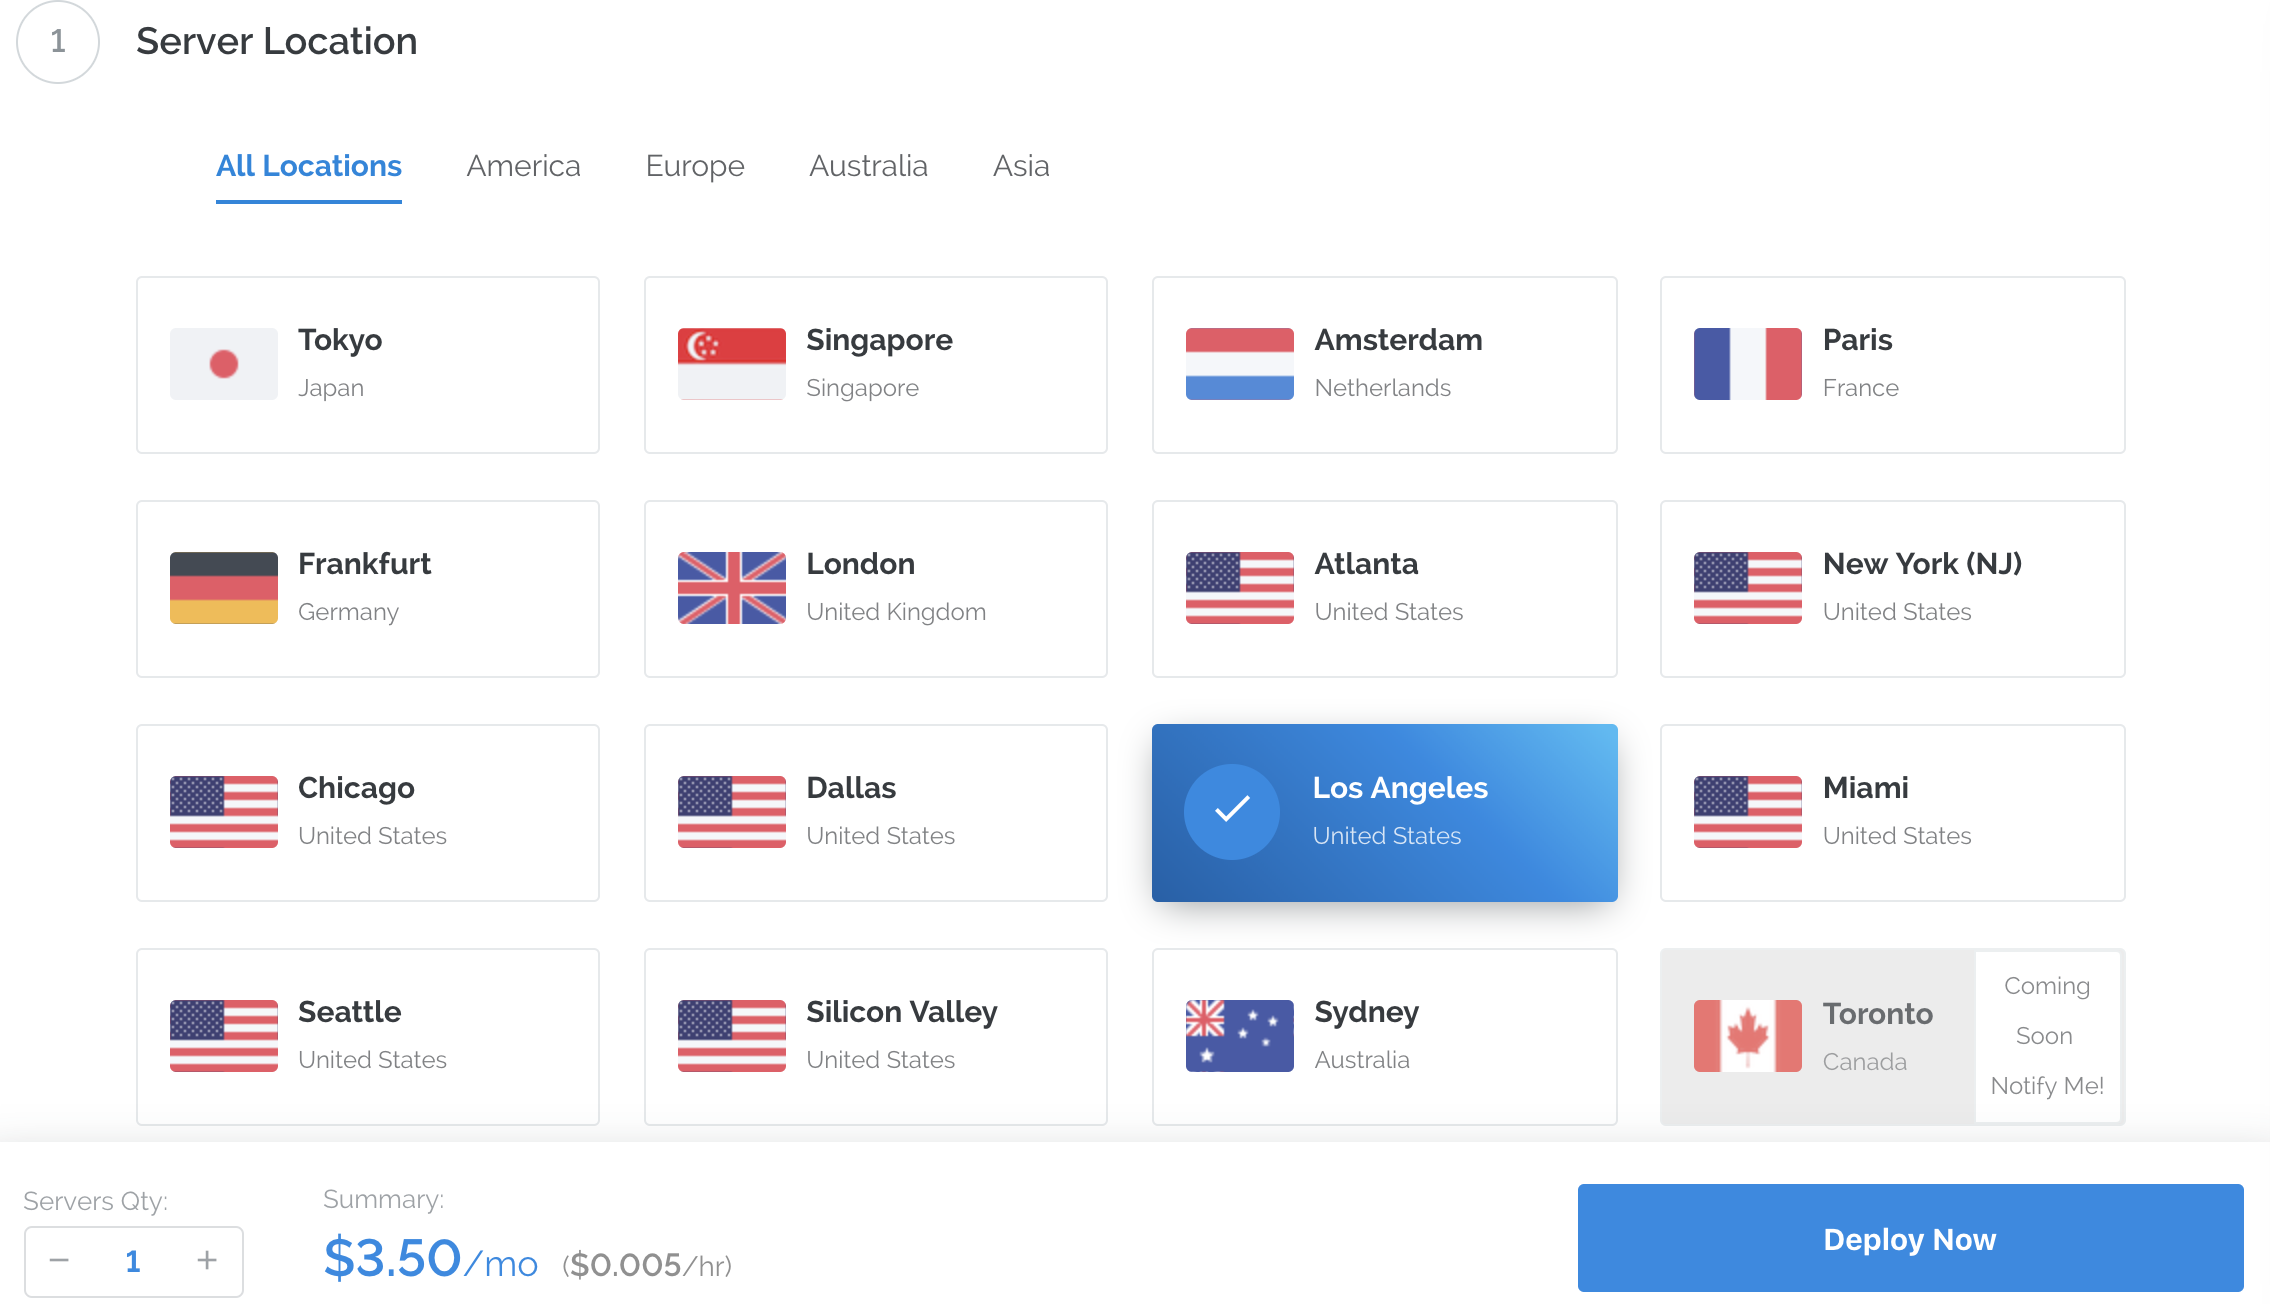 1
Server Location
All Locations America Europe Australia Asia
Tokyo
Japan
Singapore
Singapore
Amsterdam
Netherlands
Paris
France
Frankfurt
Germany
London
United Kingdom
Atlanta
United States
New York (NJ)
United States
Chicago
United States
Dallas
United States
Los Angeles
United States
Miami
United States
Seattle
United States
Silicon Valley
United States
Sydney
Australia
Toronto
Canada
Coming
Soon
Notify Me!
Servers Qty:
− 1 +
Summary:
$3.50/mo ($0.005/hr)
Deploy Now